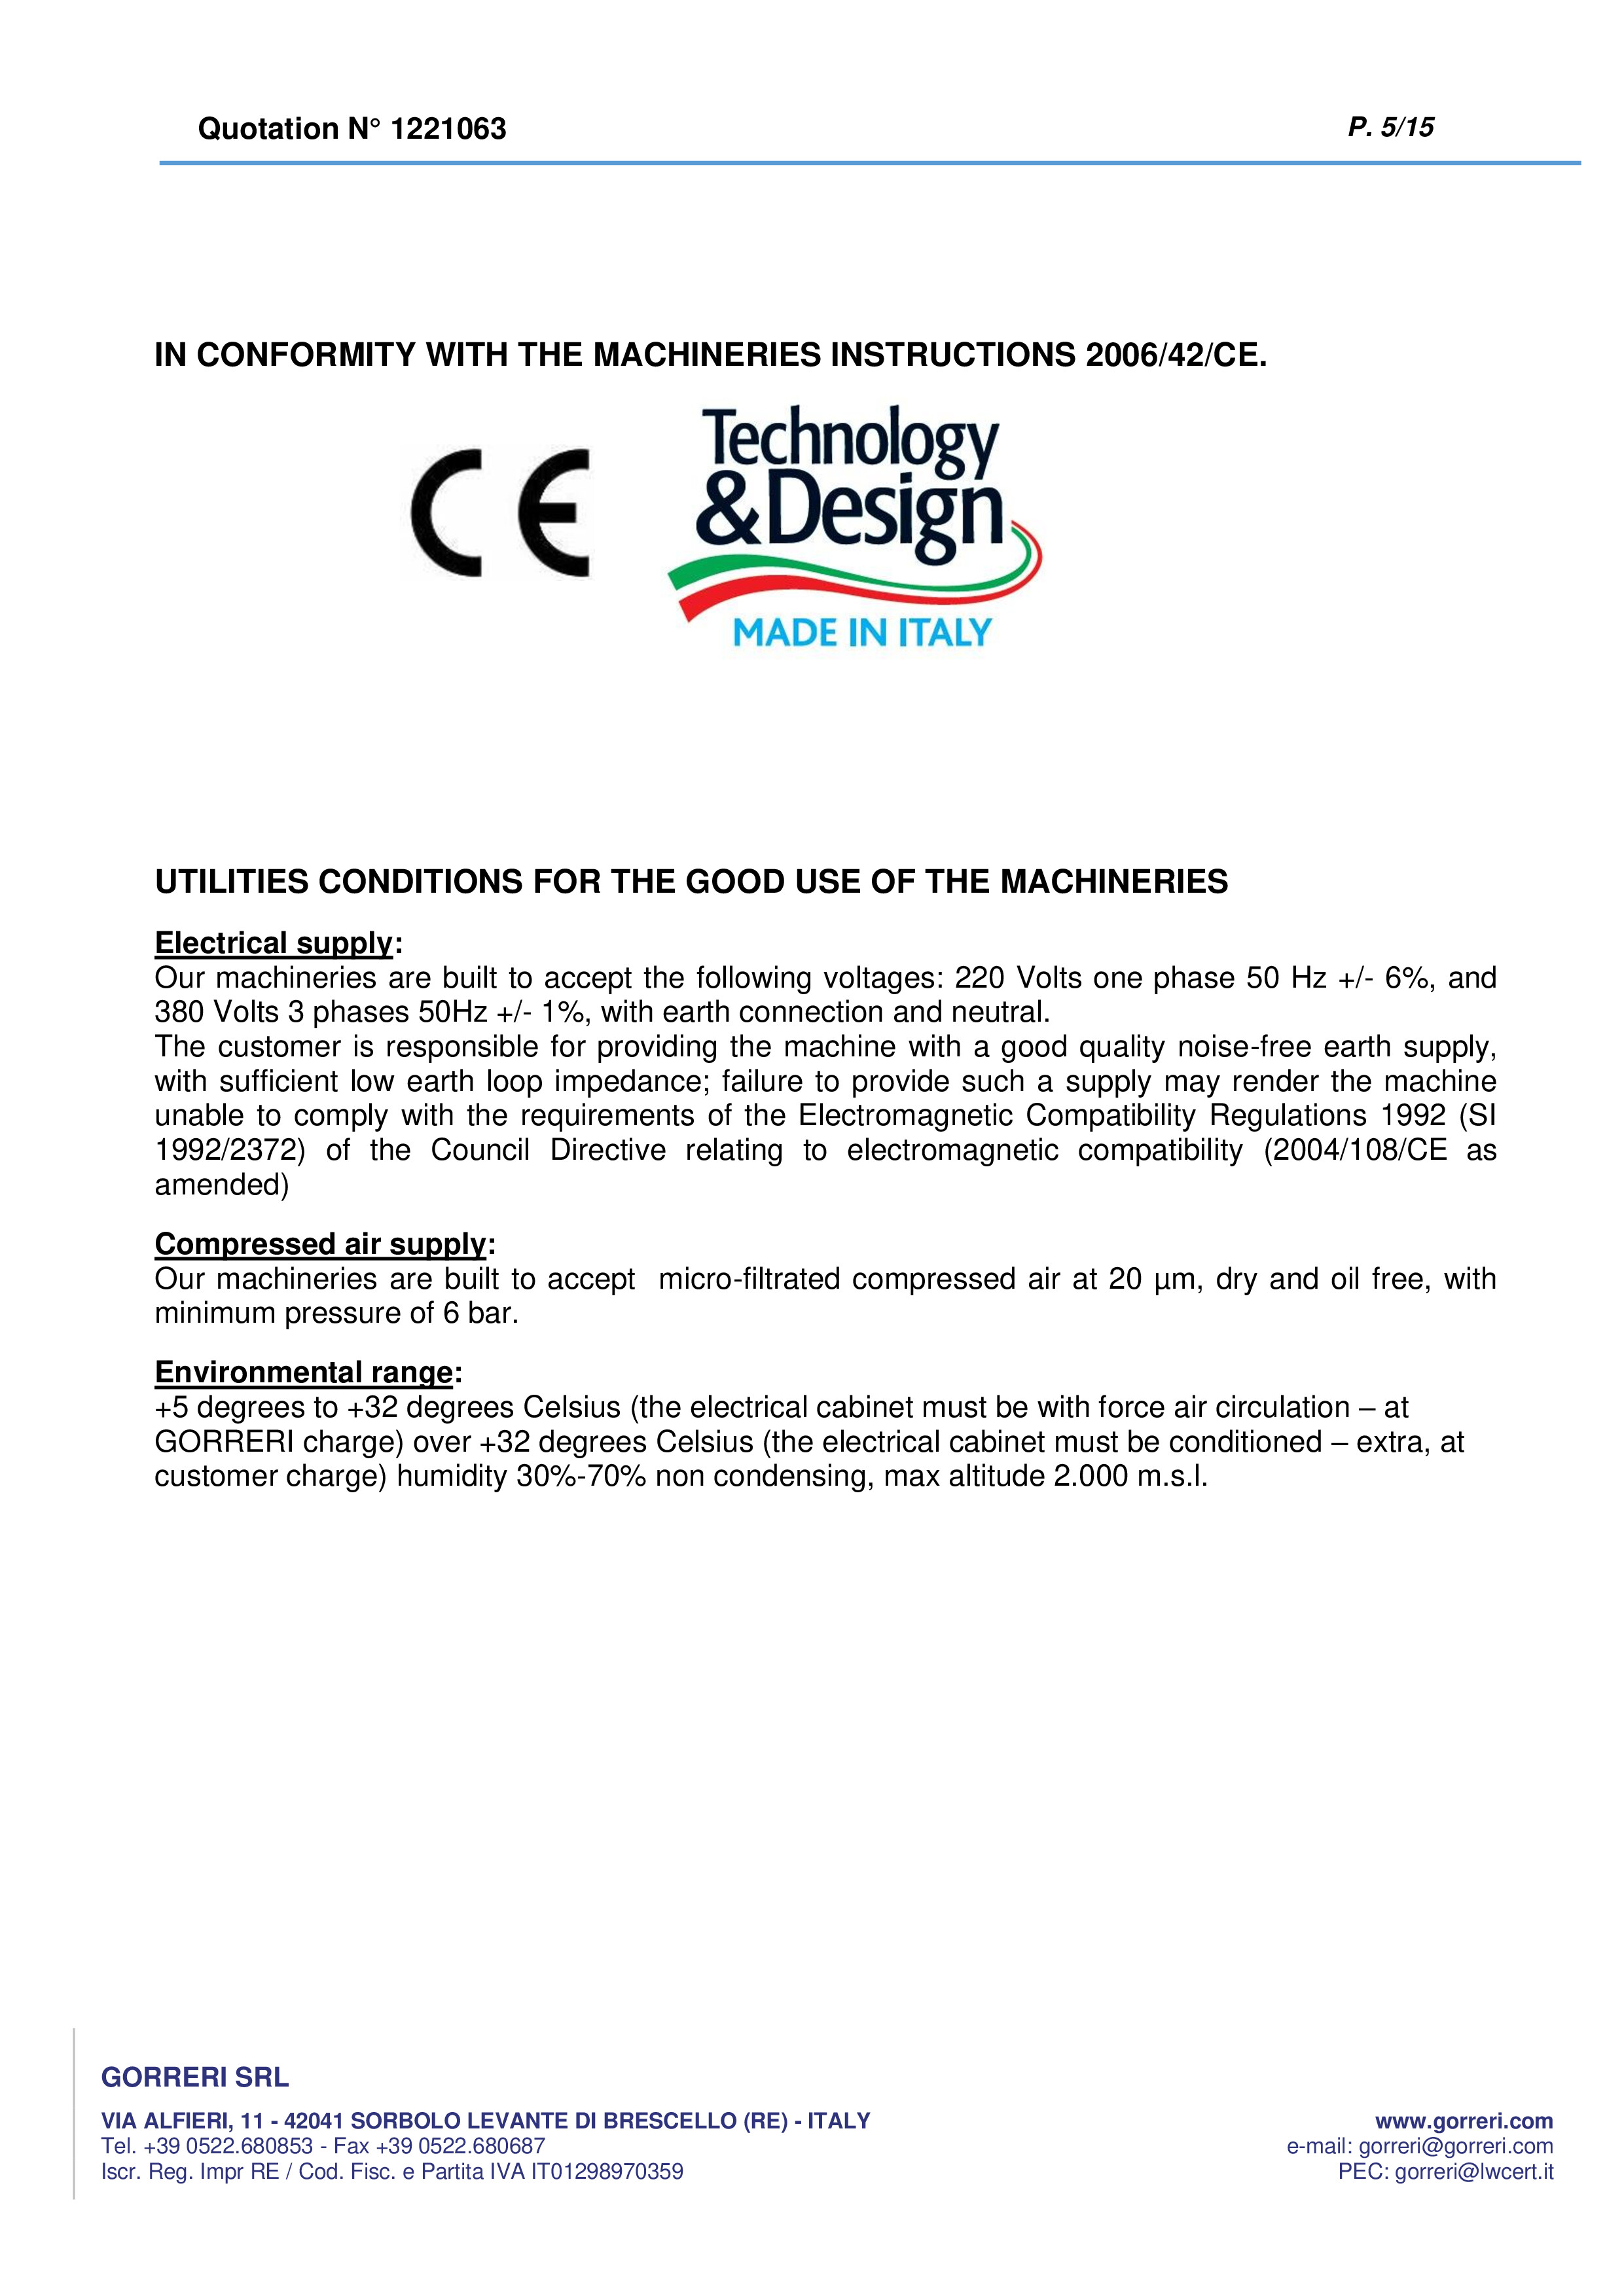 Quotation N° 1221063
P. 5/15
IN CONFORMITY WITH THE MACHINERIES INSTRUCTIONS 2006/42/CE.
CE
Technology
&Design
MADE IN ITALY
UTILITIES CONDITIONS FOR THE GOOD USE OF THE MACHINERIES
Electrical supply:
Our machineries are built to accept the following voltages: 220 Volts one phase 50 Hz +/- 6%, and
380 Volts 3 phases 50Hz +/- 1%, with earth connection and neutral.
The customer is responsible for providing the machine with a good quality noise-free earth supply,
with sufficient low earth loop impedance; failure to provide such a supply may render the machine
unable to comply with the requirements of the Electromagnetic Compatibility Regulations 1992 (SI
1992/2372) of the Council Directive relating to electromagnetic compatibility (2004/108/CE as
amended)
Compressed air supply:
Our machineries are built to accept  micro-filtrated compressed air at 20 µm, dry and oil free, with
minimum pressure of 6 bar.
Environmental range:
+5 degrees to +32 degrees Celsius (the electrical cabinet must be with force air circulation – at
GORRERI charge) over +32 degrees Celsius (the electrical cabinet must be conditioned – extra, at
customer charge) humidity 30%-70% non condensing, max altitude 2.000 m.s.l.
GORRERI SRL
VIA ALFIERI, 11 - 42041 SORBOLO LEVANTE DI BRESCELLO (RE) - ITALY
Tel. +39 0522.680853 - Fax +39 0522.680687
Iscr. Reg. Impr RE / Cod. Fisc. e Partita IVA IT01298970359
www.gorreri.com
e-mail: gorreri@gorreri.com
PEC: gorreri@lwcert.it